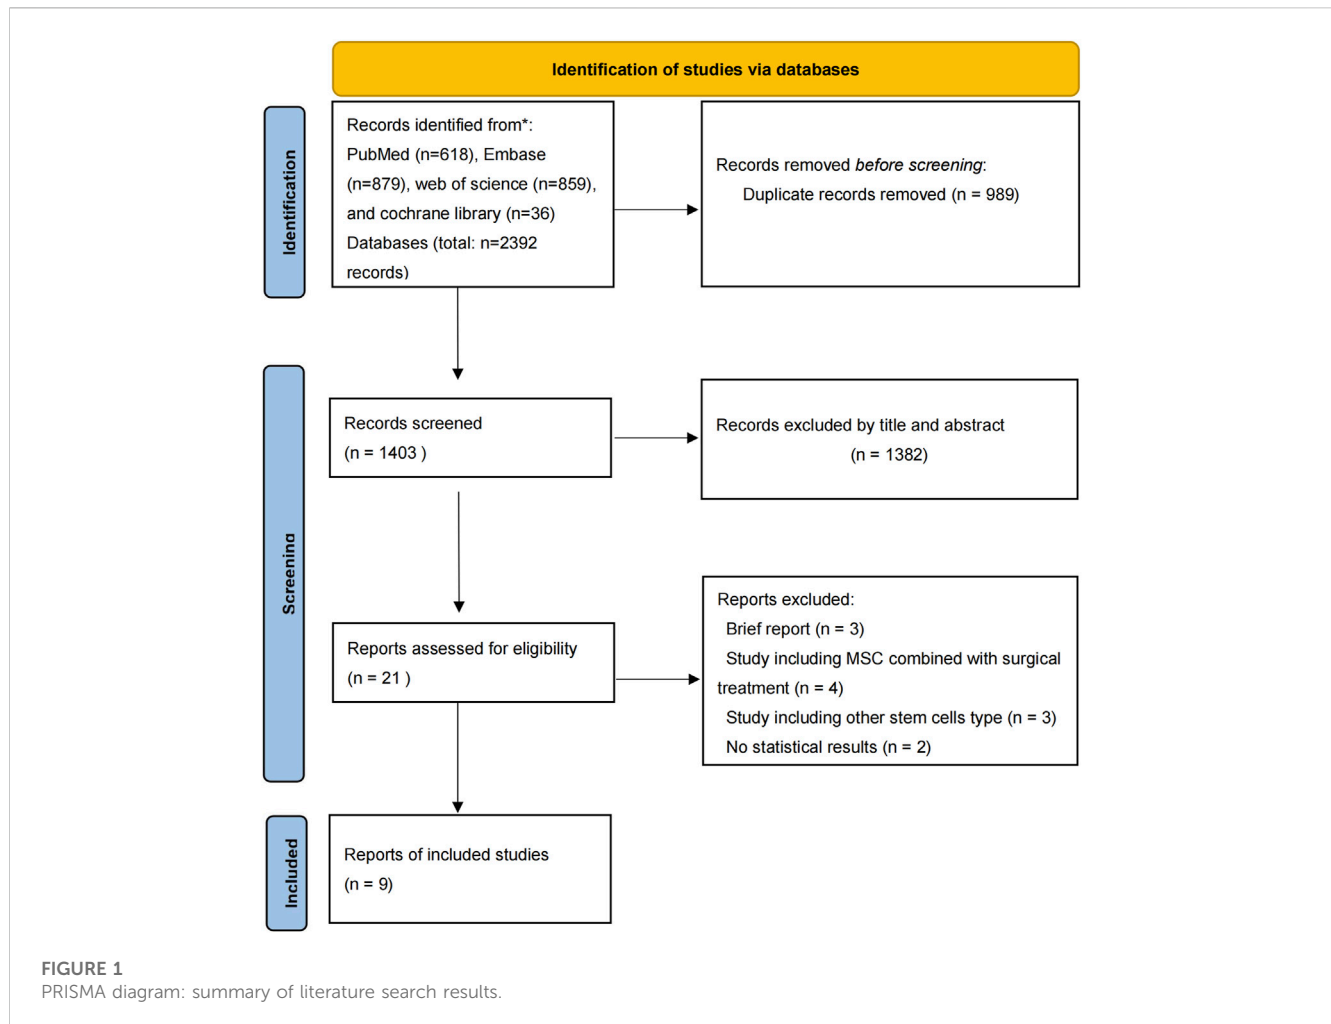 Identification of studies via databases
Identification
Records identified from*:
PubMed (n=618), Embase
(n=879), web of science (n=859),
and cochrane library (n=36)
Databases (total: n=2392
records)
Records removed before screening:
Duplicate records removed (n = 989)
Screening
Records screened
(n = 1403 )
Records excluded by title and abstract
(n = 1382)
Reports assessed for eligibility
(n = 21 )
Reports excluded:
Brief report (n = 3)
Study including MSC combined with surgical
treatment (n = 4)
Study including other stem cells type (n = 3)
No statistical results (n = 2)
Included
Reports of included studies
(n = 9)
FIGURE 1
PRISMA diagram: summary of literature search results.